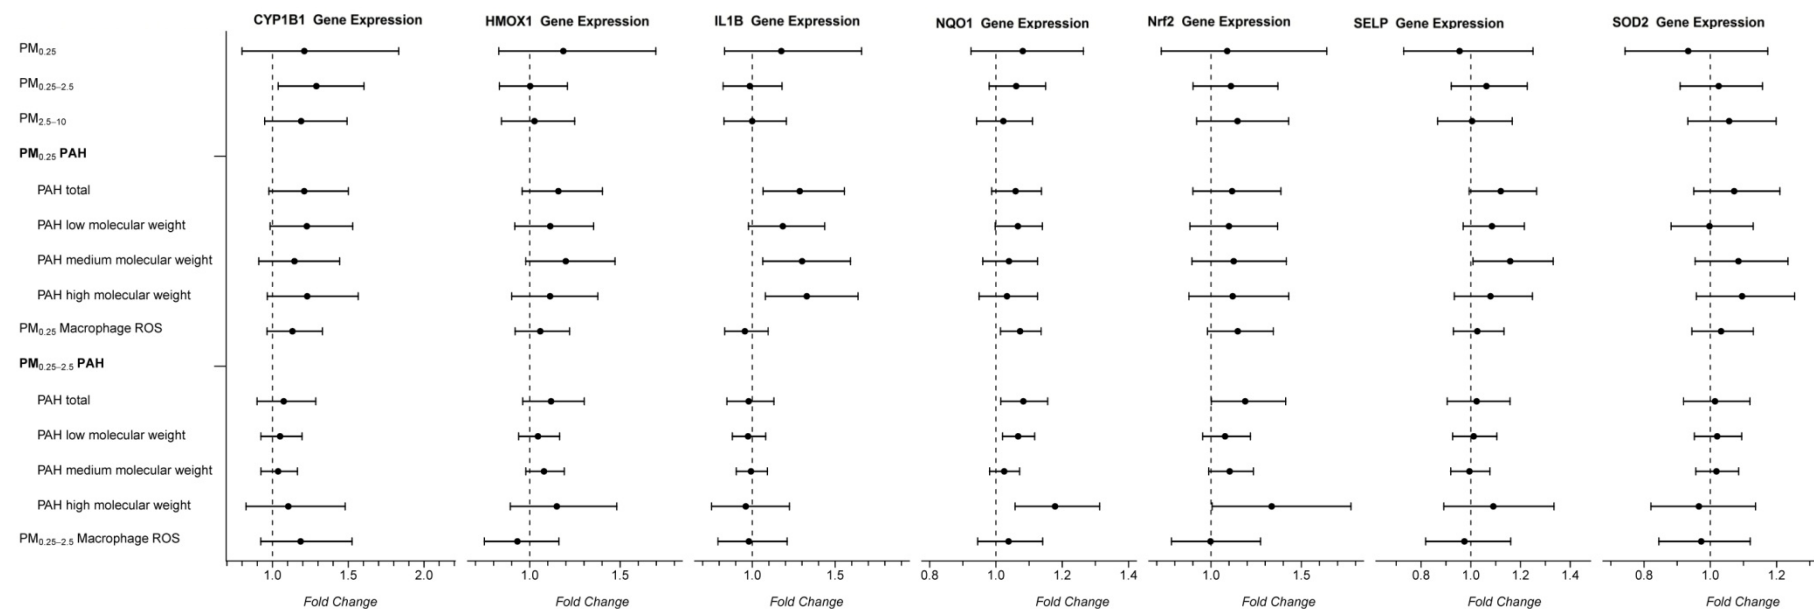 CYP1B1 Gene Expression HMOX1 Gene Expression IL1B Gene Expression NQO1 Gene Expression Nrf2 Gene Expression SELP Gene Expression SOD2 Gene Expression
PM0.25
PM0.25–2.5
PM2.5–10
PM0.25 PAH
PAH total
PAH low molecular weight
PAH medium molecular weight
PAH high molecular weight
PM0.25 Macrophage ROS
PM0.25–2.5 PAH
PAH total
PAH low molecular weight
PAH medium molecular weight
PAH high molecular weight
PM0.25–2.5 Macrophage ROS
1.0 1.5 2.0 1.0 1.5 1.0 1.5 0.8 1.0 1.2 1.4 1.0 1.5 0.8 1.0 1.2 1.4 0.8 1.0 1.2
Fold Change Fold Change Fold Change Fold Change Fold Change Fold Change Fold Change